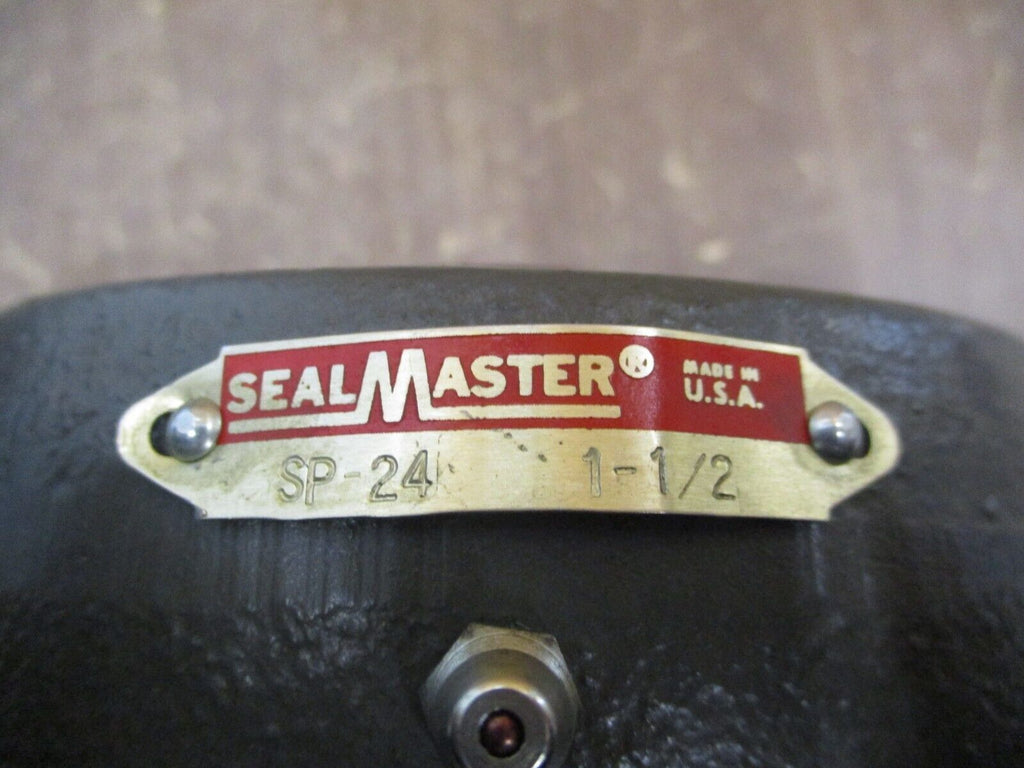 SEALMASTER® MADE IN
U.S.A.
SP-24 1-1/2